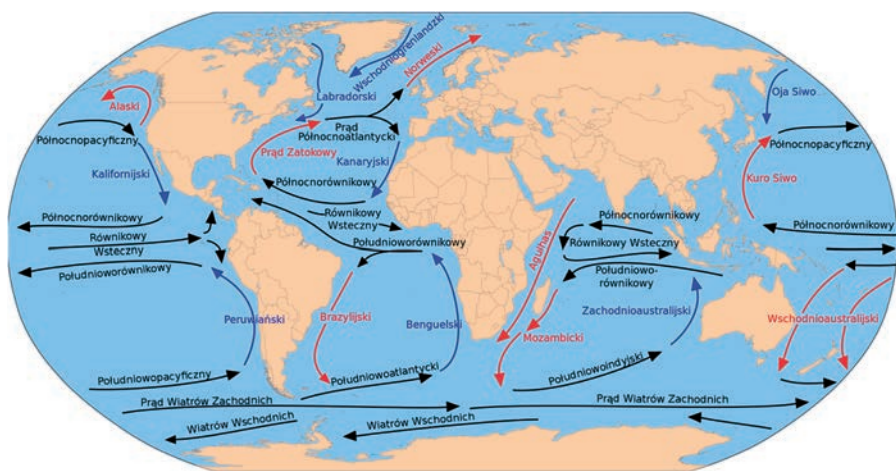 Wschodniogrenlandzki
Norweski
Labradorski
Alaski
Oja Siwo
Północnopacyficzny
Prąd
Północnoatlantycki
Północnopacyficzny
Prąd Zatokowy
Kanaryjski
Kalifornijski
Kuro Siwo
Północnorównikowy
Północnorównikowy
Równikowy
Wsteczny
Północnorównikowy
Północnorównikowy
Równikowy
Wsteczny
Południoworównikowy
Południoworównikowy
Agulhas
Równikowy Wsteczny
Południowo-
równikowy
Peruwiański
Brazylijski
Benguelski
Mozambicki
Zachodnioaustralijski
Wschodnioaustralijski
Południowopacyficzny
Południowoatlantycki
Południowoindyjski
Prąd Wiatrów Zachodnich
Prąd Wiatrów Zachodnich
Wiatrów Wschodnich
Wiatrów Wschodnich